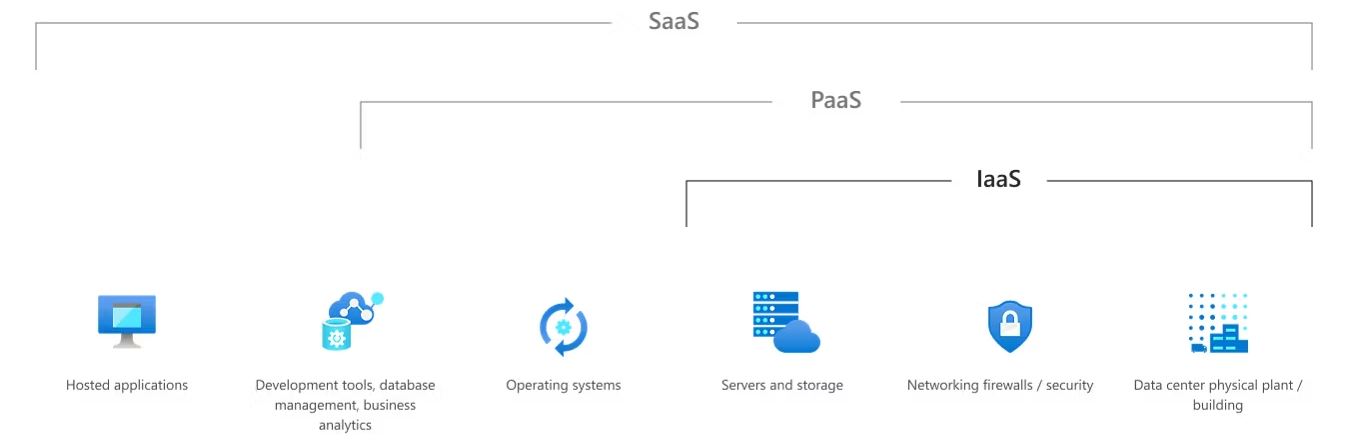 SaaS
PaaS
IaaS
Hosted applications
Development tools, database
management, business
analytics
Operating systems
Servers and storage
Networking firewalls / security
Data center physical plant /
building